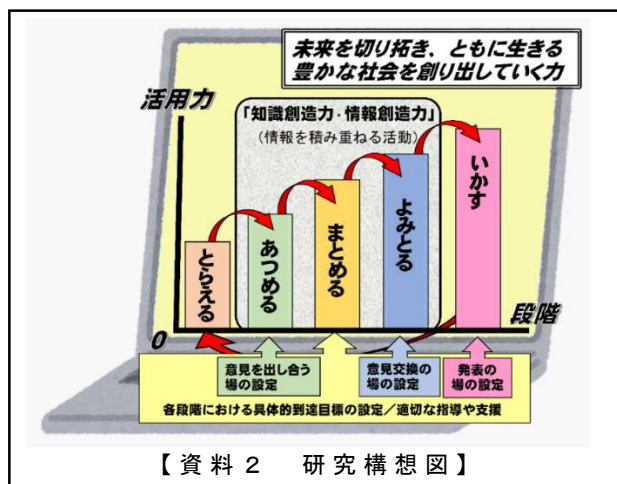 未来を切り拓き、ともに生きる
豊かな社会を創り出していく力
活用力
「知識創造力・情報創造力」
（情報を積み重ねる活動）
とらえる
あつめる
まとめる
よみとる
いかす
0
段階
意見を出し合う
場の設定
意見交換の
場の設定
発表の
場の設定
各段階における具体的到達目標の設定／適切な指導や支援
【資料２　研究構想図】